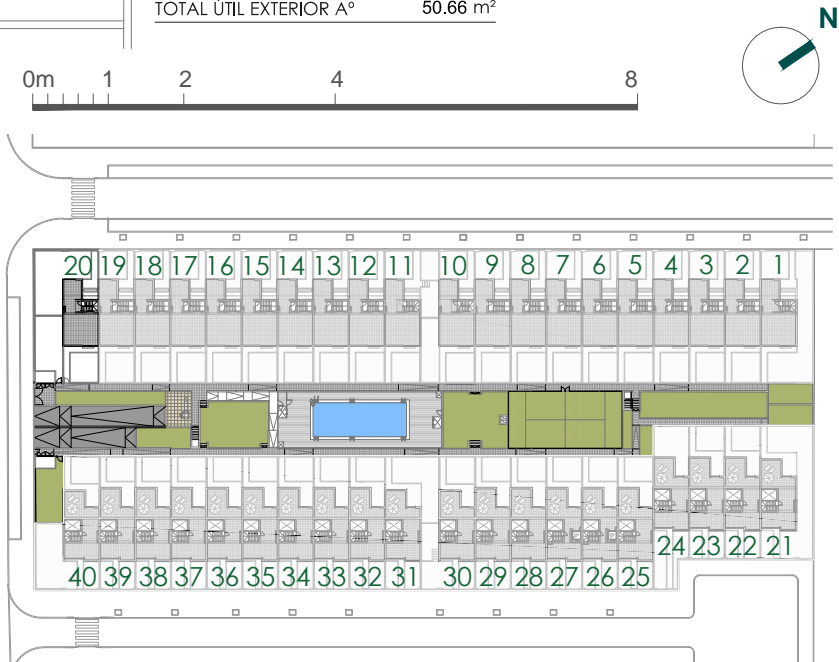 TOTAL ÚTIL EXTERIOR Aº 50.66 m²
N
0m 1 2 4 8
20 19 18 17 16 15 14 13 12 11 10 9 8 7 6 5 4 3 2 1
24 23 22 21
40 39 38 37 36 35 34 33 32 31 30 29 28 27 26 25